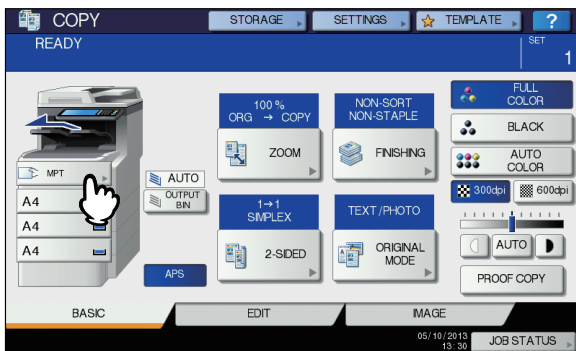 COPY
STORAGE
SETTINGS
TEMPLATE
?
READY
SET
1
MPT
A4
A4
A4
AUTO
OUTPUT
BIN
APS
100 %
ORG → COPY
ZOOM
NON-SORT
NON-STAPLE
FINISHING
1→1
SIMPLEX
2-SIDED
TEXT/PHOTO
ORIGINAL
MODE
FULL
COLOR
BLACK
AUTO
COLOR
300dpi
600dpi
AUTO
PROOF COPY
BASIC
EDIT
IMAGE
05/10/2013
13:30
JOB STATUS